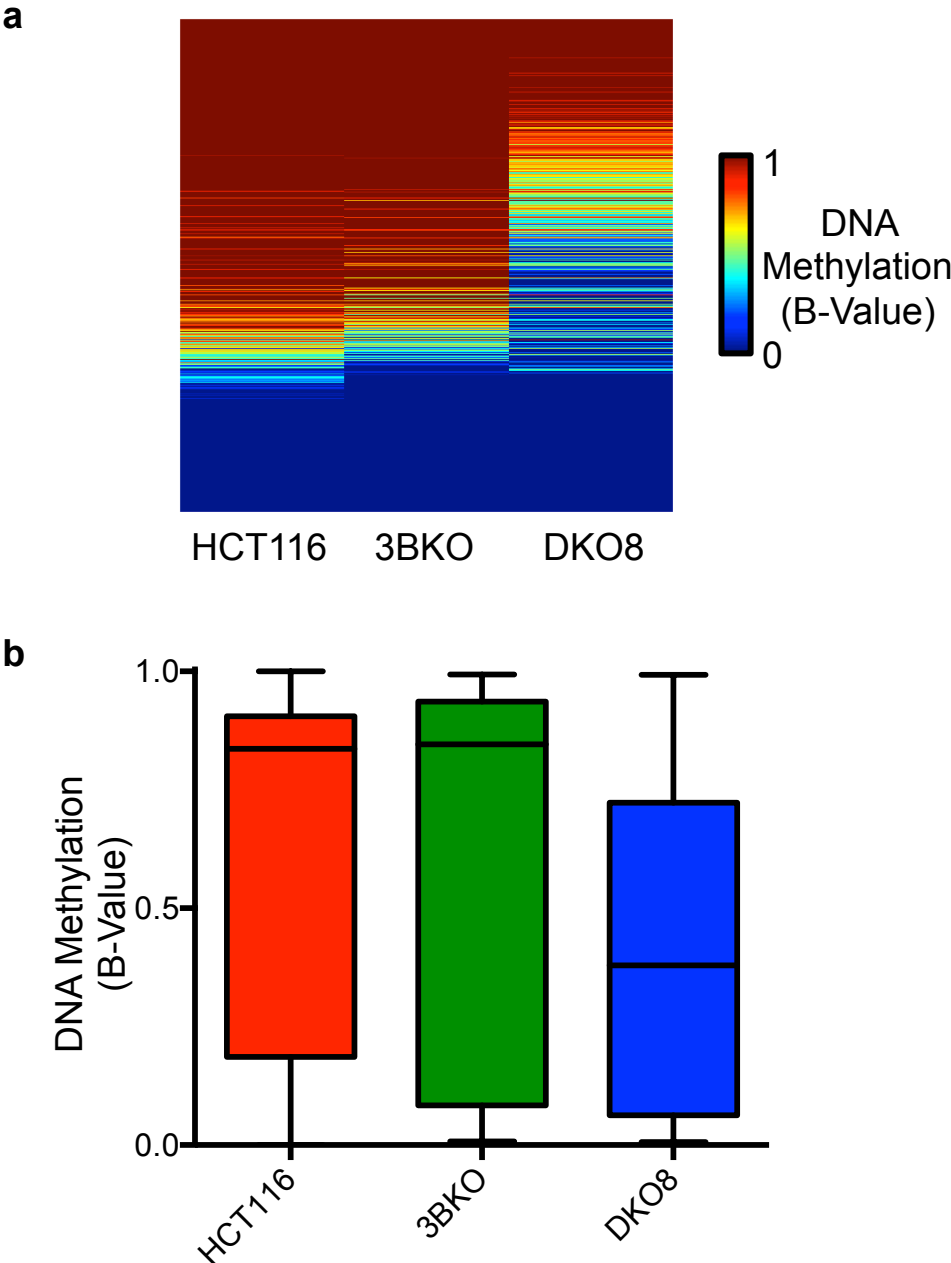 a
1
DNA
Methylation
(B-Value)
0
HCT116 3BKO DKO8
b
1.0
0.5
0.0
DNA Methylation
(B-Value)
HCT116
3BKO
DKO8